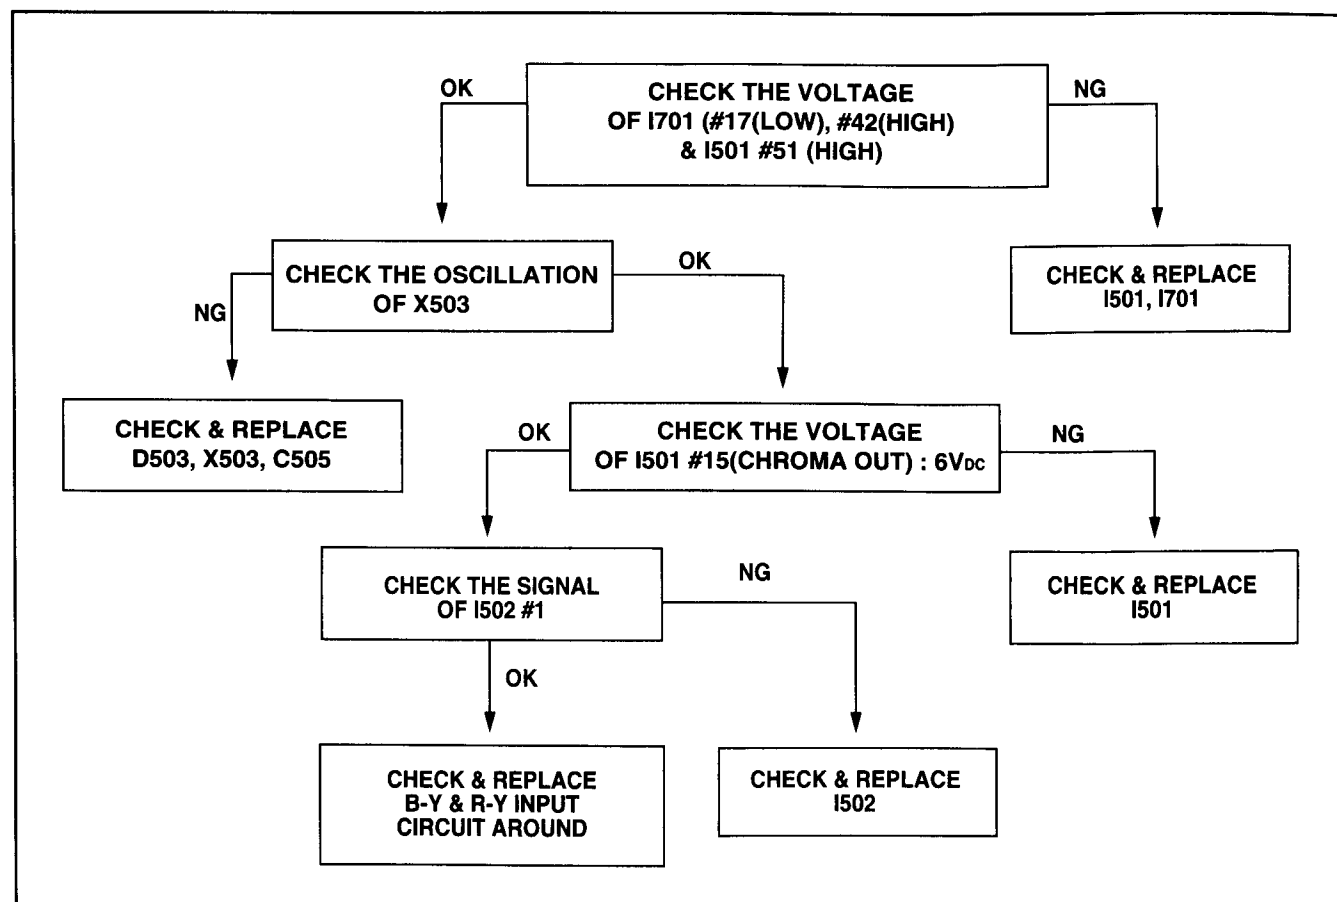 OK
CHECK THE VOLTAGE
OF I701 (#17(LOW), #42(HIGH)
& I501 #51 (HIGH)
NG
CHECK THE OSCILLATION
OF X503
OK
NG
CHECK & REPLACE
I501, I701
CHECK & REPLACE
D503, X503, C505
OK
CHECK THE VOLTAGE
OF I501 #15(CHROMA OUT) : 6VDC
NG
CHECK THE SIGNAL
OF I502 #1
NG
CHECK & REPLACE
I501
OK
CHECK & REPLACE
B-Y & R-Y INPUT
CIRCUIT AROUND
CHECK & REPLACE
I502